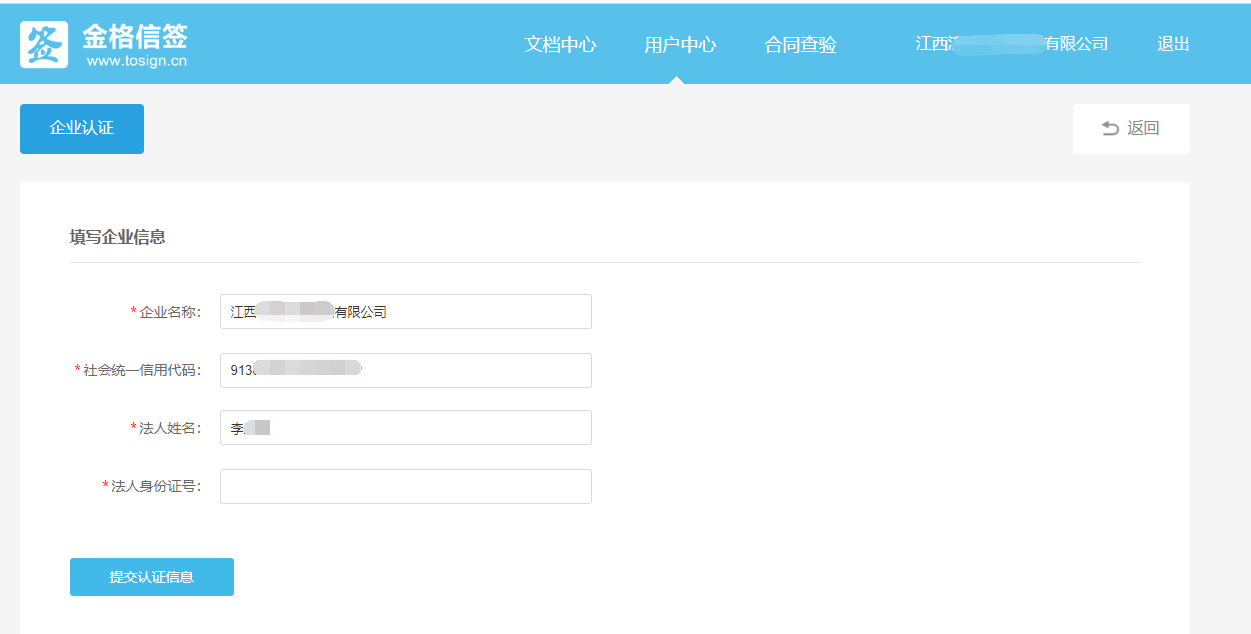 签 金格信签
www.tosign.cn
文档中心 用户中心 合同查验 江西 有限公司 退出
企业认证 返回
填写企业信息
*企业名称： 江西 有限公司
*社会统一信用代码： 913
*法人姓名： 李
*法人身份证号：
提交认证信息